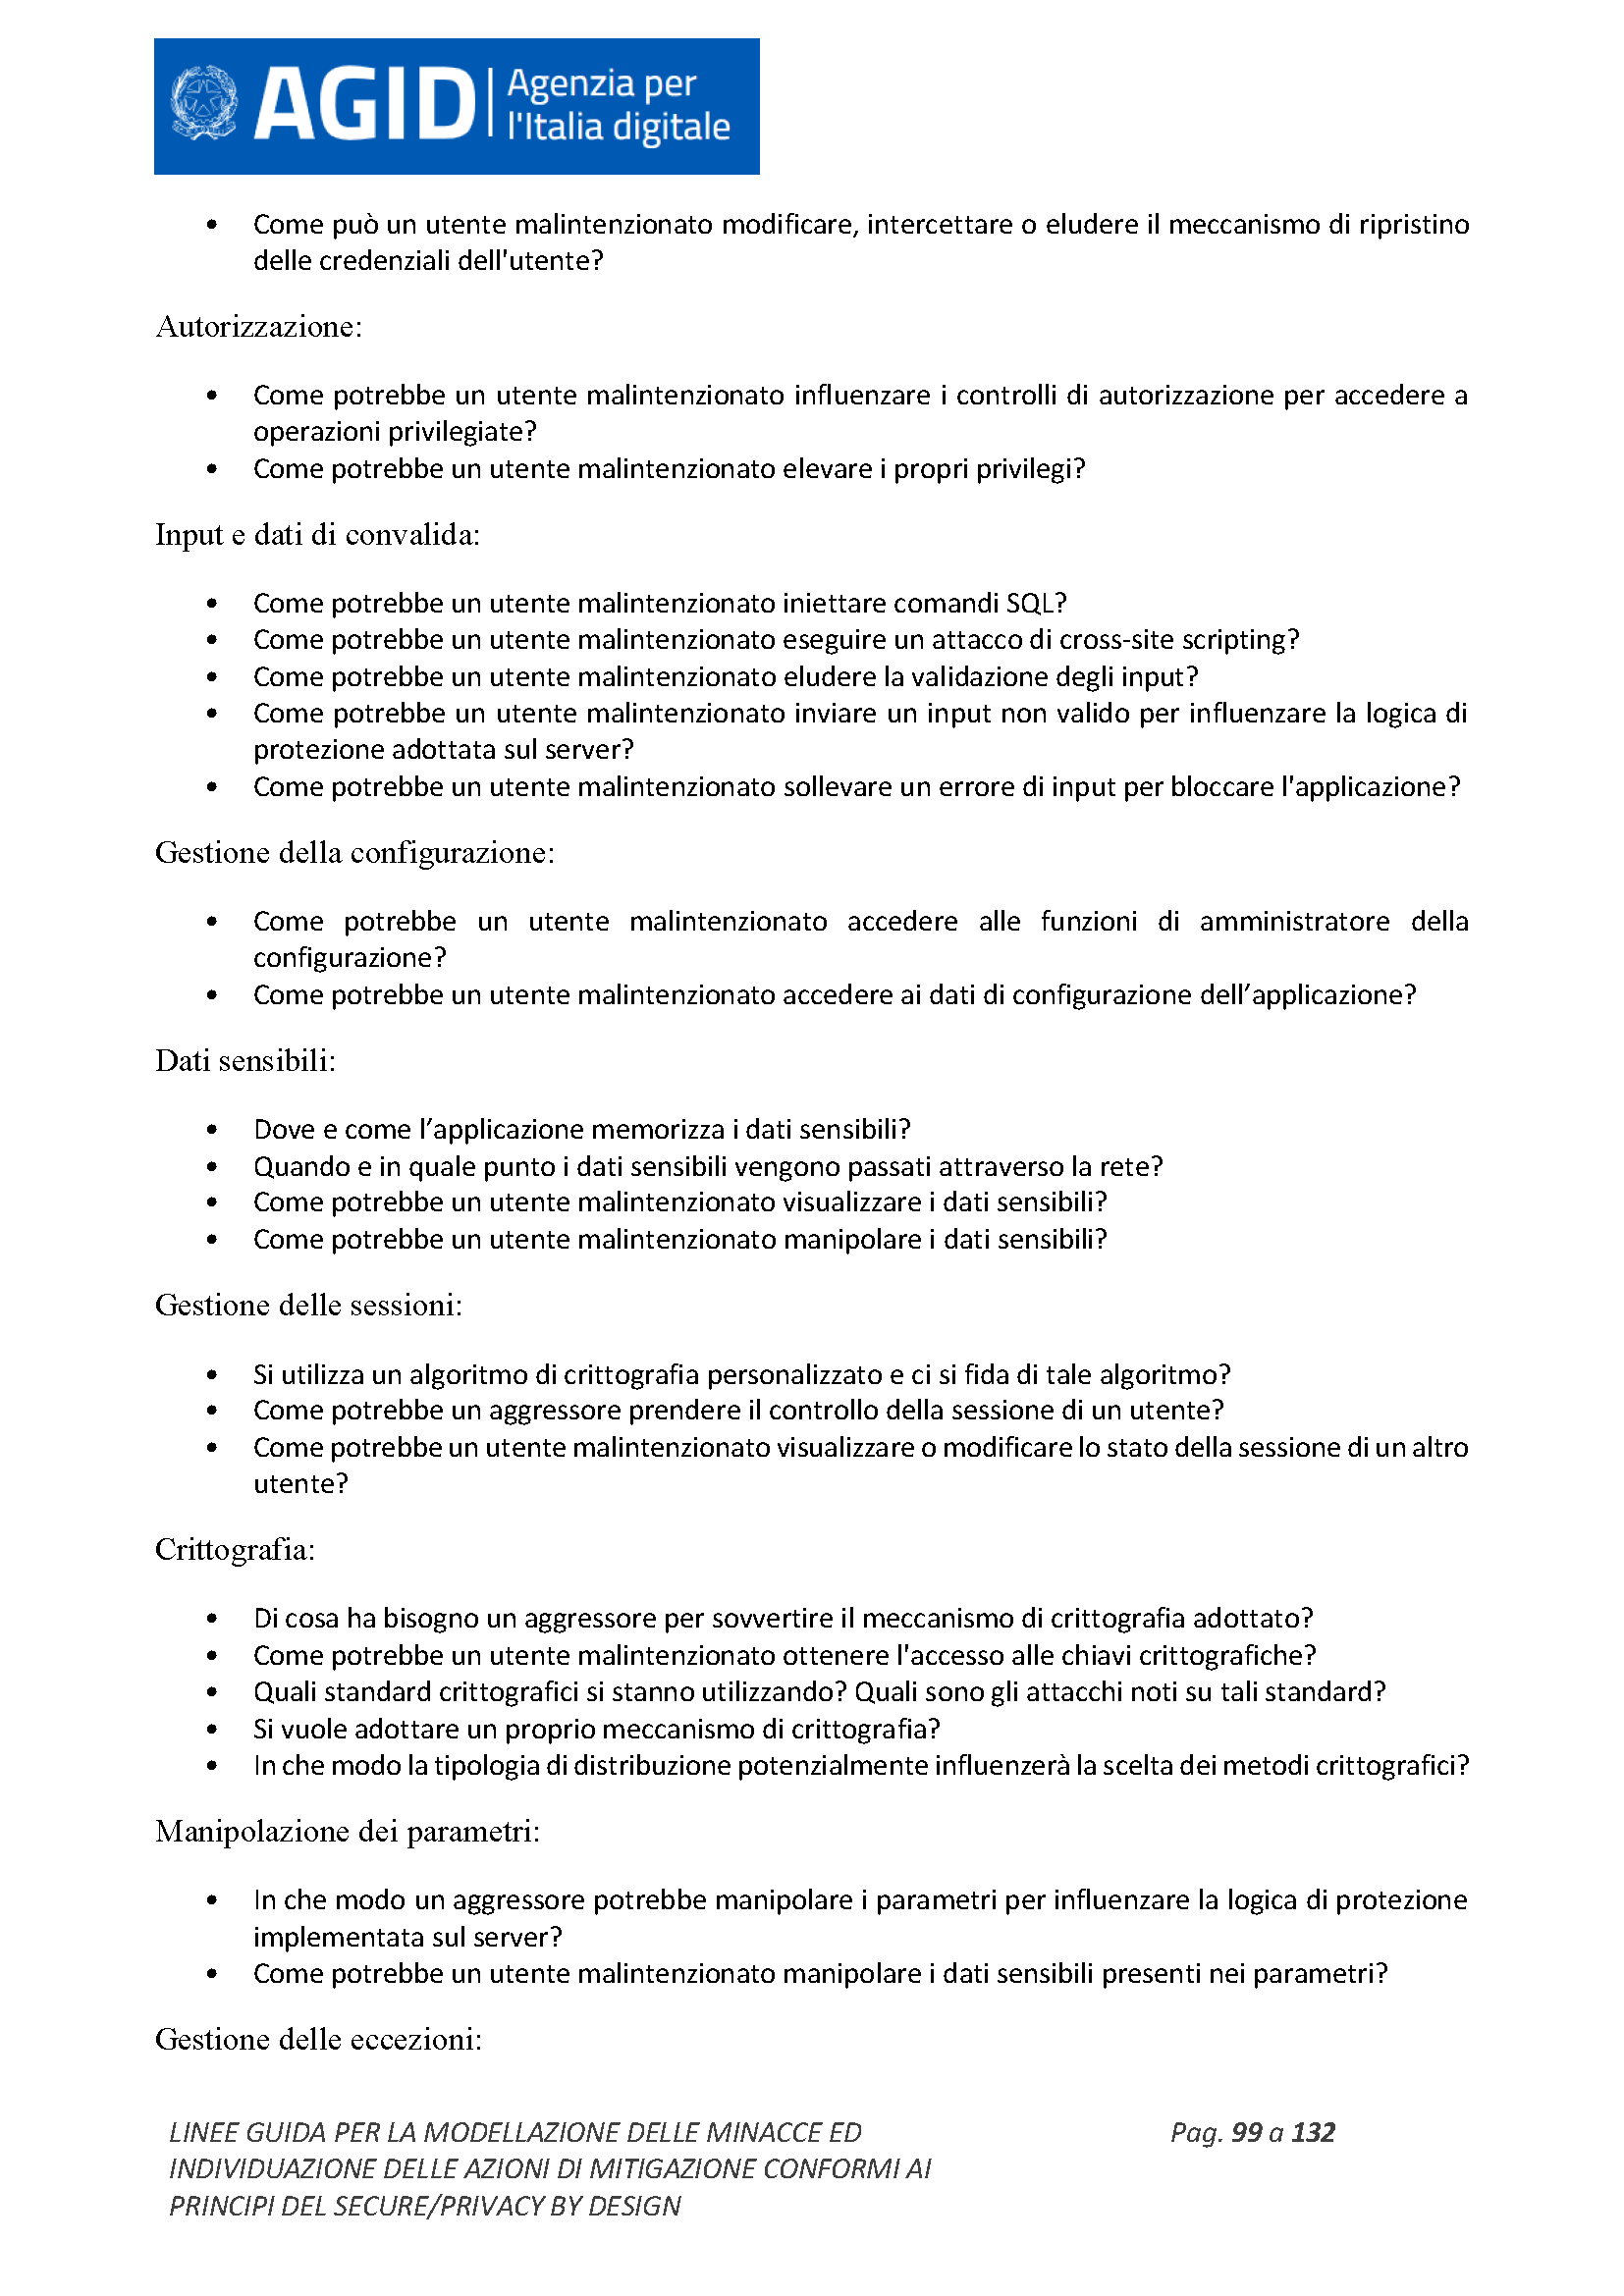 AGID Agenzia per
l'Italia digitale
• Come può un utente malintenzionato modificare, intercettare o eludere il meccanismo di ripristino
delle credenziali dell'utente?
Autorizzazione:
• Come potrebbe un utente malintenzionato influenzare i controlli di autorizzazione per accedere a
operazioni privilegiate?
• Come potrebbe un utente malintenzionato elevare i propri privilegi?
Input e dati di convalida:
• Come potrebbe un utente malintenzionato iniettare comandi SQL?
• Come potrebbe un utente malintenzionato eseguire un attacco di cross-site scripting?
• Come potrebbe un utente malintenzionato eludere la validazione degli input?
• Come potrebbe un utente malintenzionato inviare un input non valido per influenzare la logica di
protezione adottata sul server?
• Come potrebbe un utente malintenzionato sollevare un errore di input per bloccare l'applicazione?
Gestione della configurazione:
• Come potrebbe un utente malintenzionato accedere alle funzioni di amministratore della
configurazione?
• Come potrebbe un utente malintenzionato accedere ai dati di configurazione dell’applicazione?
Dati sensibili:
• Dove e come l’applicazione memorizza i dati sensibili?
• Quando e in quale punto i dati sensibili vengono passati attraverso la rete?
• Come potrebbe un utente malintenzionato visualizzare i dati sensibili?
• Come potrebbe un utente malintenzionato manipolare i dati sensibili?
Gestione delle sessioni:
• Si utilizza un algoritmo di crittografia personalizzato e ci si fida di tale algoritmo?
• Come potrebbe un aggressore prendere il controllo della sessione di un utente?
• Come potrebbe un utente malintenzionato visualizzare o modificare lo stato della sessione di un altro
utente?
Crittografia:
• Di cosa ha bisogno un aggressore per sovvertire il meccanismo di crittografia adottato?
• Come potrebbe un utente malintenzionato ottenere l'accesso alle chiavi crittografiche?
• Quali standard crittografici si stanno utilizzando? Quali sono gli attacchi noti su tali standard?
• Si vuole adottare un proprio meccanismo di crittografia?
• In che modo la tipologia di distribuzione potenzialmente influenzerà la scelta dei metodi crittografici?
Manipolazione dei parametri:
• In che modo un aggressore potrebbe manipolare i parametri per influenzare la logica di protezione
implementata sul server?
• Come potrebbe un utente malintenzionato manipolare i dati sensibili presenti nei parametri?
Gestione delle eccezioni:
LINEE GUIDA PER LA MODELLAZIONE DELLE MINACCE ED
INDIVIDUAZIONE DELLE AZIONI DI MITIGAZIONE CONFORMI AI
PRINCIPI DEL SECURE/PRIVACY BY DESIGN
Pag. 99 a 132